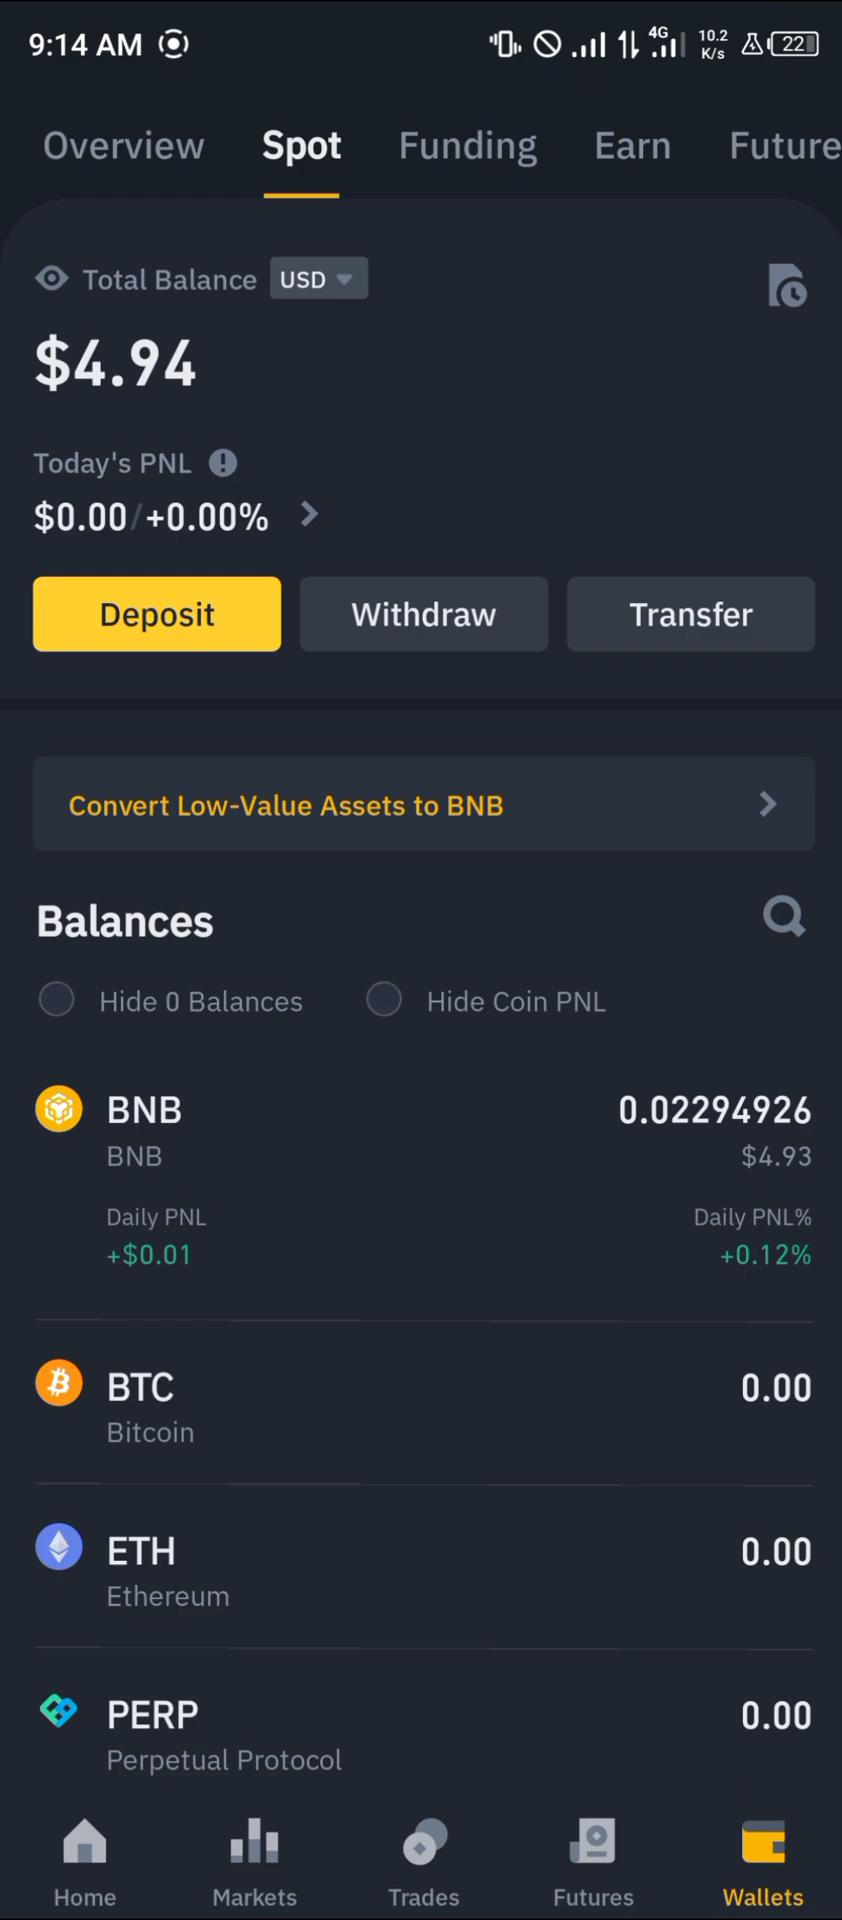 9:14 AM 4G 10.2 K/s 22
Overview Spot Funding Earn Future
Total Balance USD
$4.94
Today's PNL
$0.00/+0.00%
Deposit Withdraw Transfer
Convert Low-Value Assets to BNB
Balances
Hide 0 Balances Hide Coin PNL
BNB 0.02294926
BNB $4.93
Daily PNL Daily PNL%
+$0.01 +0.12%
BTC 0.00
Bitcoin
ETH 0.00
Ethereum
PERP 0.00
Perpetual Protocol
Home Markets Trades Futures Wallets